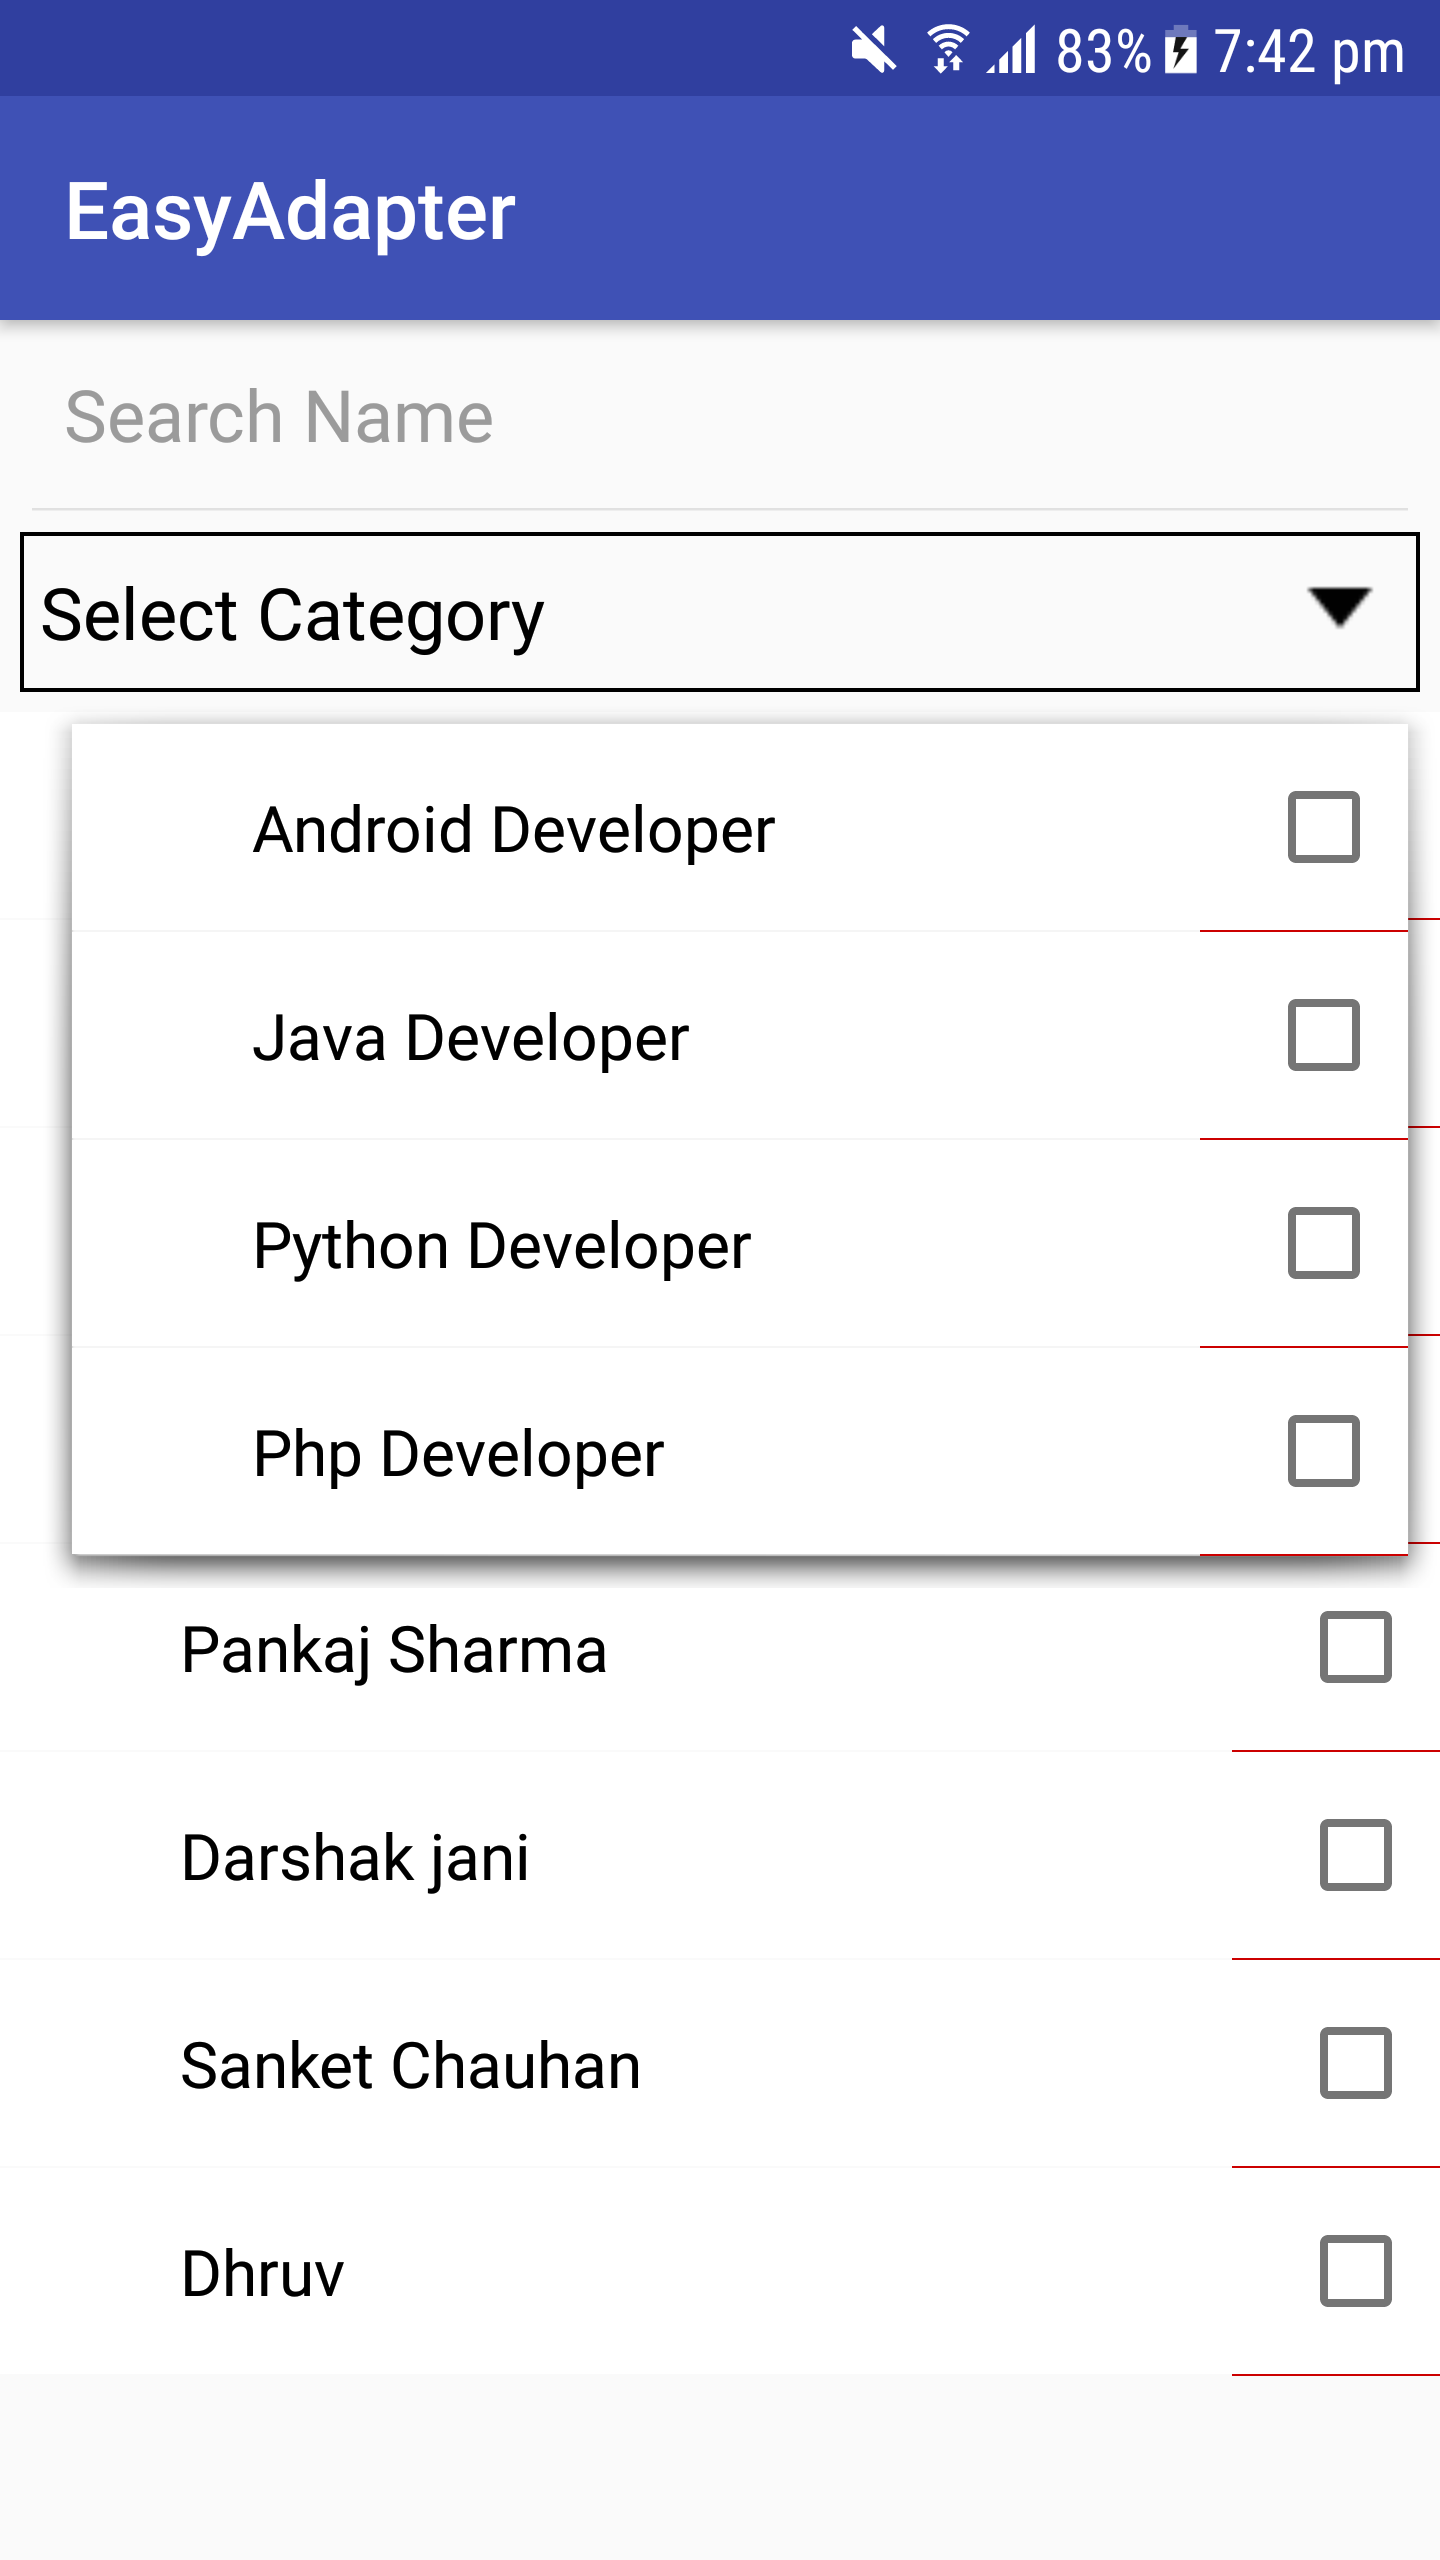 83% 7:42 pm
EasyAdapter
Search Name
Select Category
Android Developer
Java Developer
Python Developer
Php Developer
Pankaj Sharma
Darshak jani
Sanket Chauhan
Dhruv